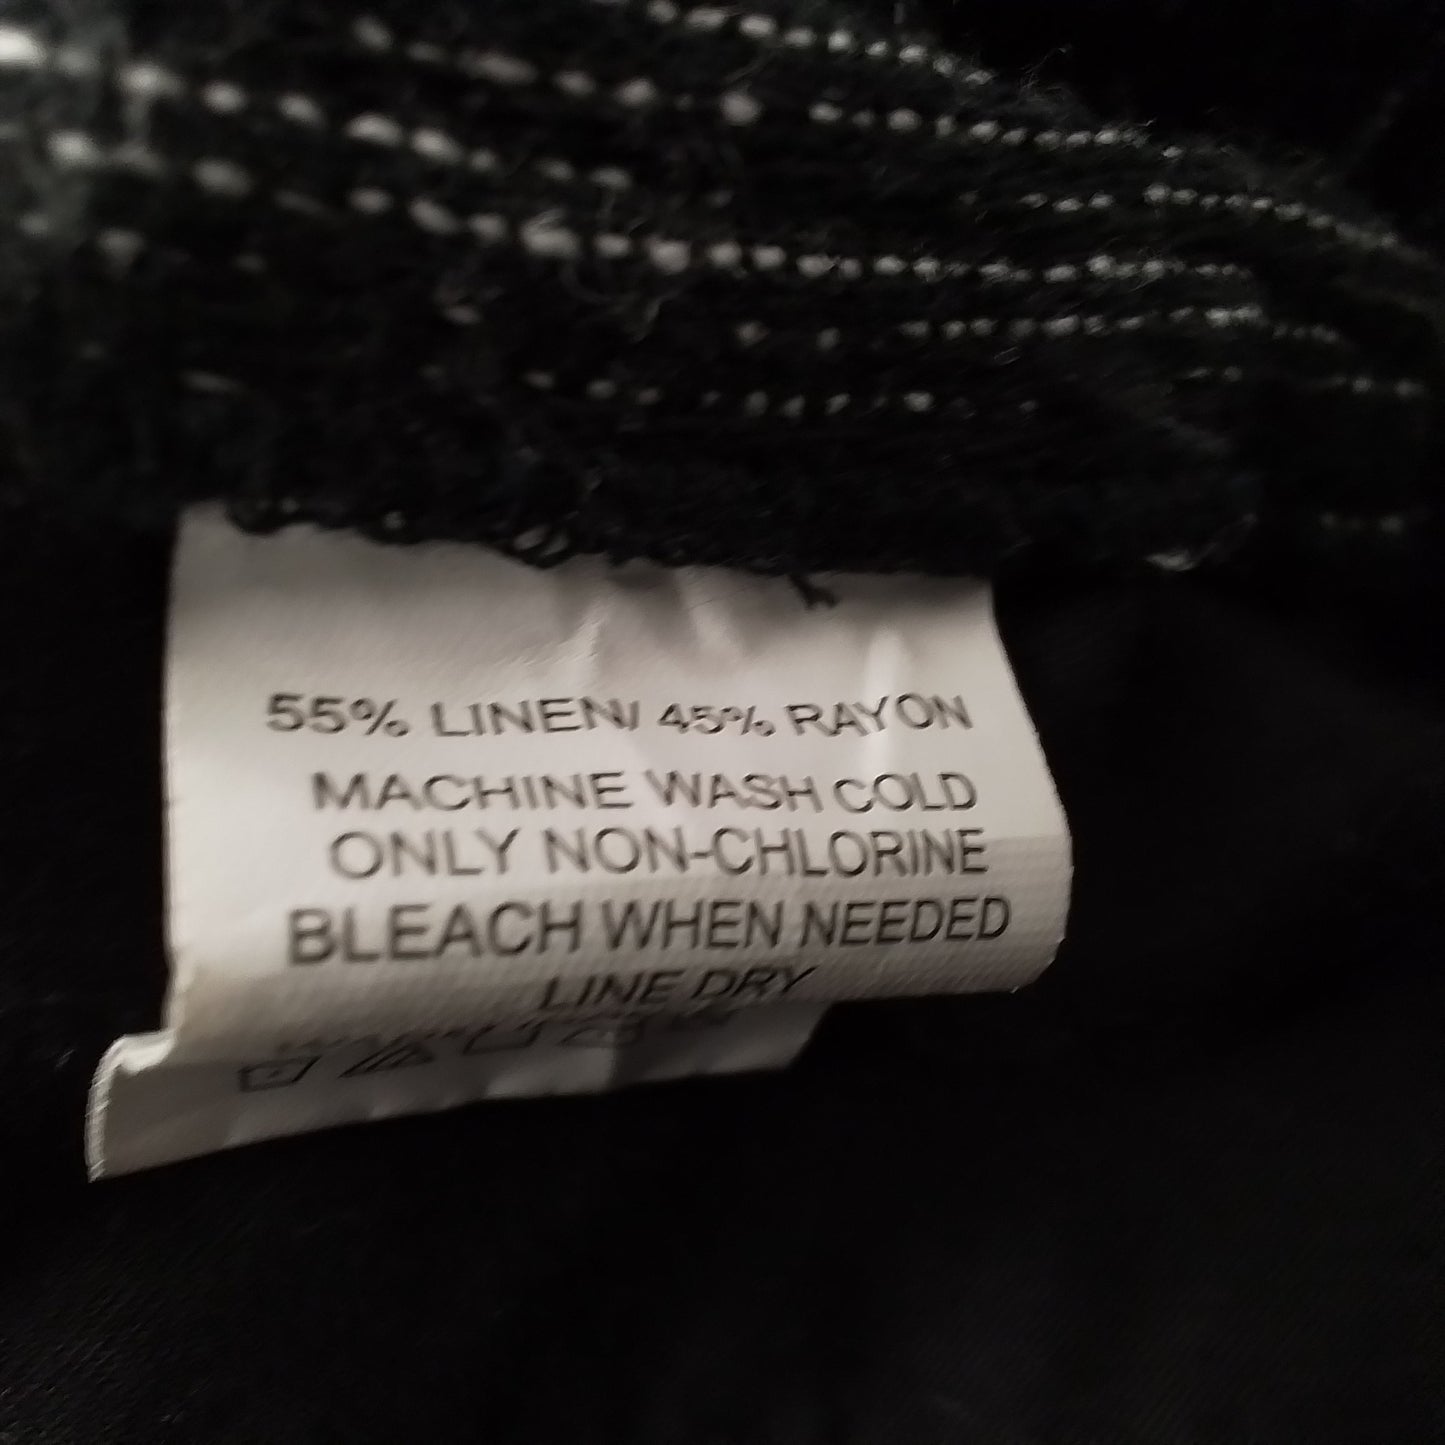 55% LINEN/ 45% RAYON
MACHINE WASH COLD
ONLY NON-CHLORINE
BLEACH WHEN NEEDED
LINE DRY